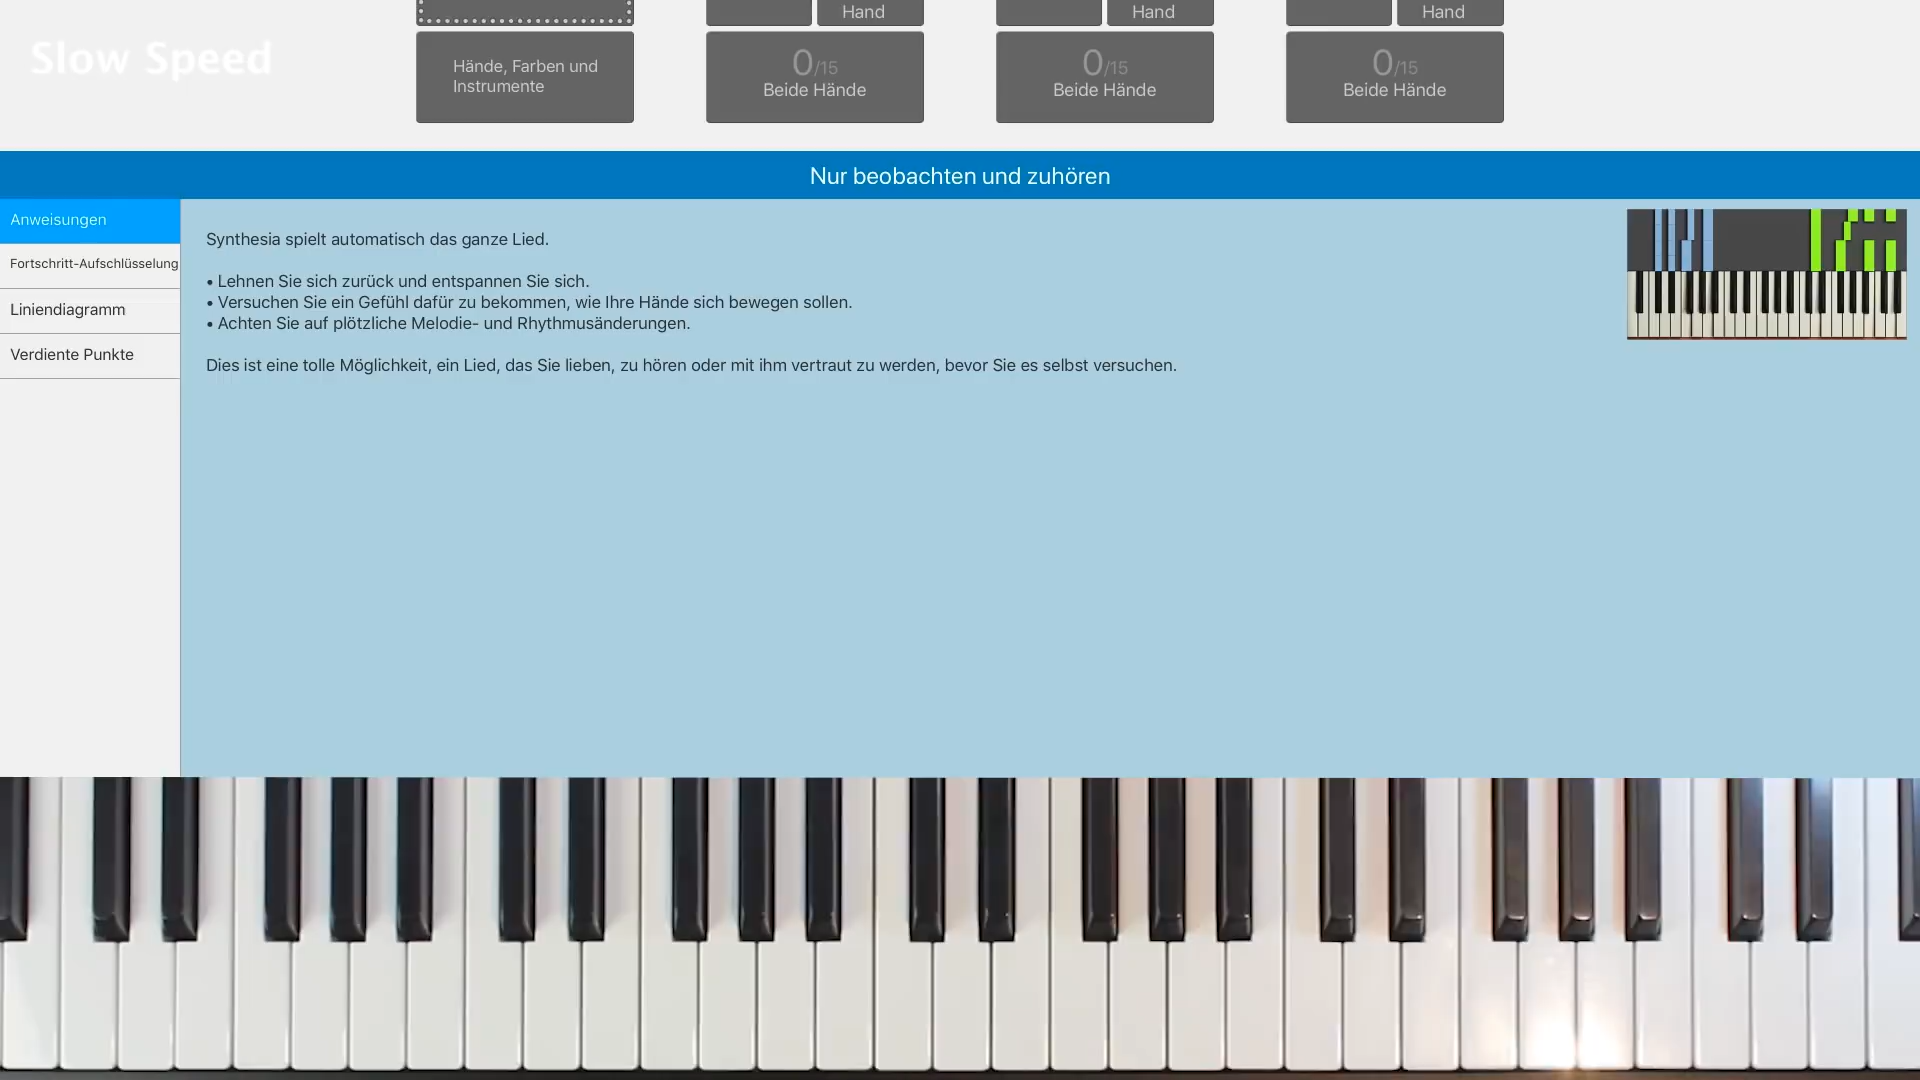 Hand
Hand
Hand
Slow Speed
Hände, Farben und
Instrumente
0/15
Beide Hände
0/15
Beide Hände
0/15
Beide Hände
Nur beobachten und zuhören
Anweisungen
Fortschritt-Aufschlüsselung
Liniendiagramm
Verdiente Punkte
Synthesia spielt automatisch das ganze Lied.
• Lehnen Sie sich zurück und entspannen Sie sich.
• Versuchen Sie ein Gefühl dafür zu bekommen, wie Ihre Hände sich bewegen sollen.
• Achten Sie auf plötzliche Melodie- und Rhythmusänderungen.
Dies ist eine tolle Möglichkeit, ein Lied, das Sie lieben, zu hören oder mit ihm vertraut zu werden, bevor Sie es selbst versuchen.